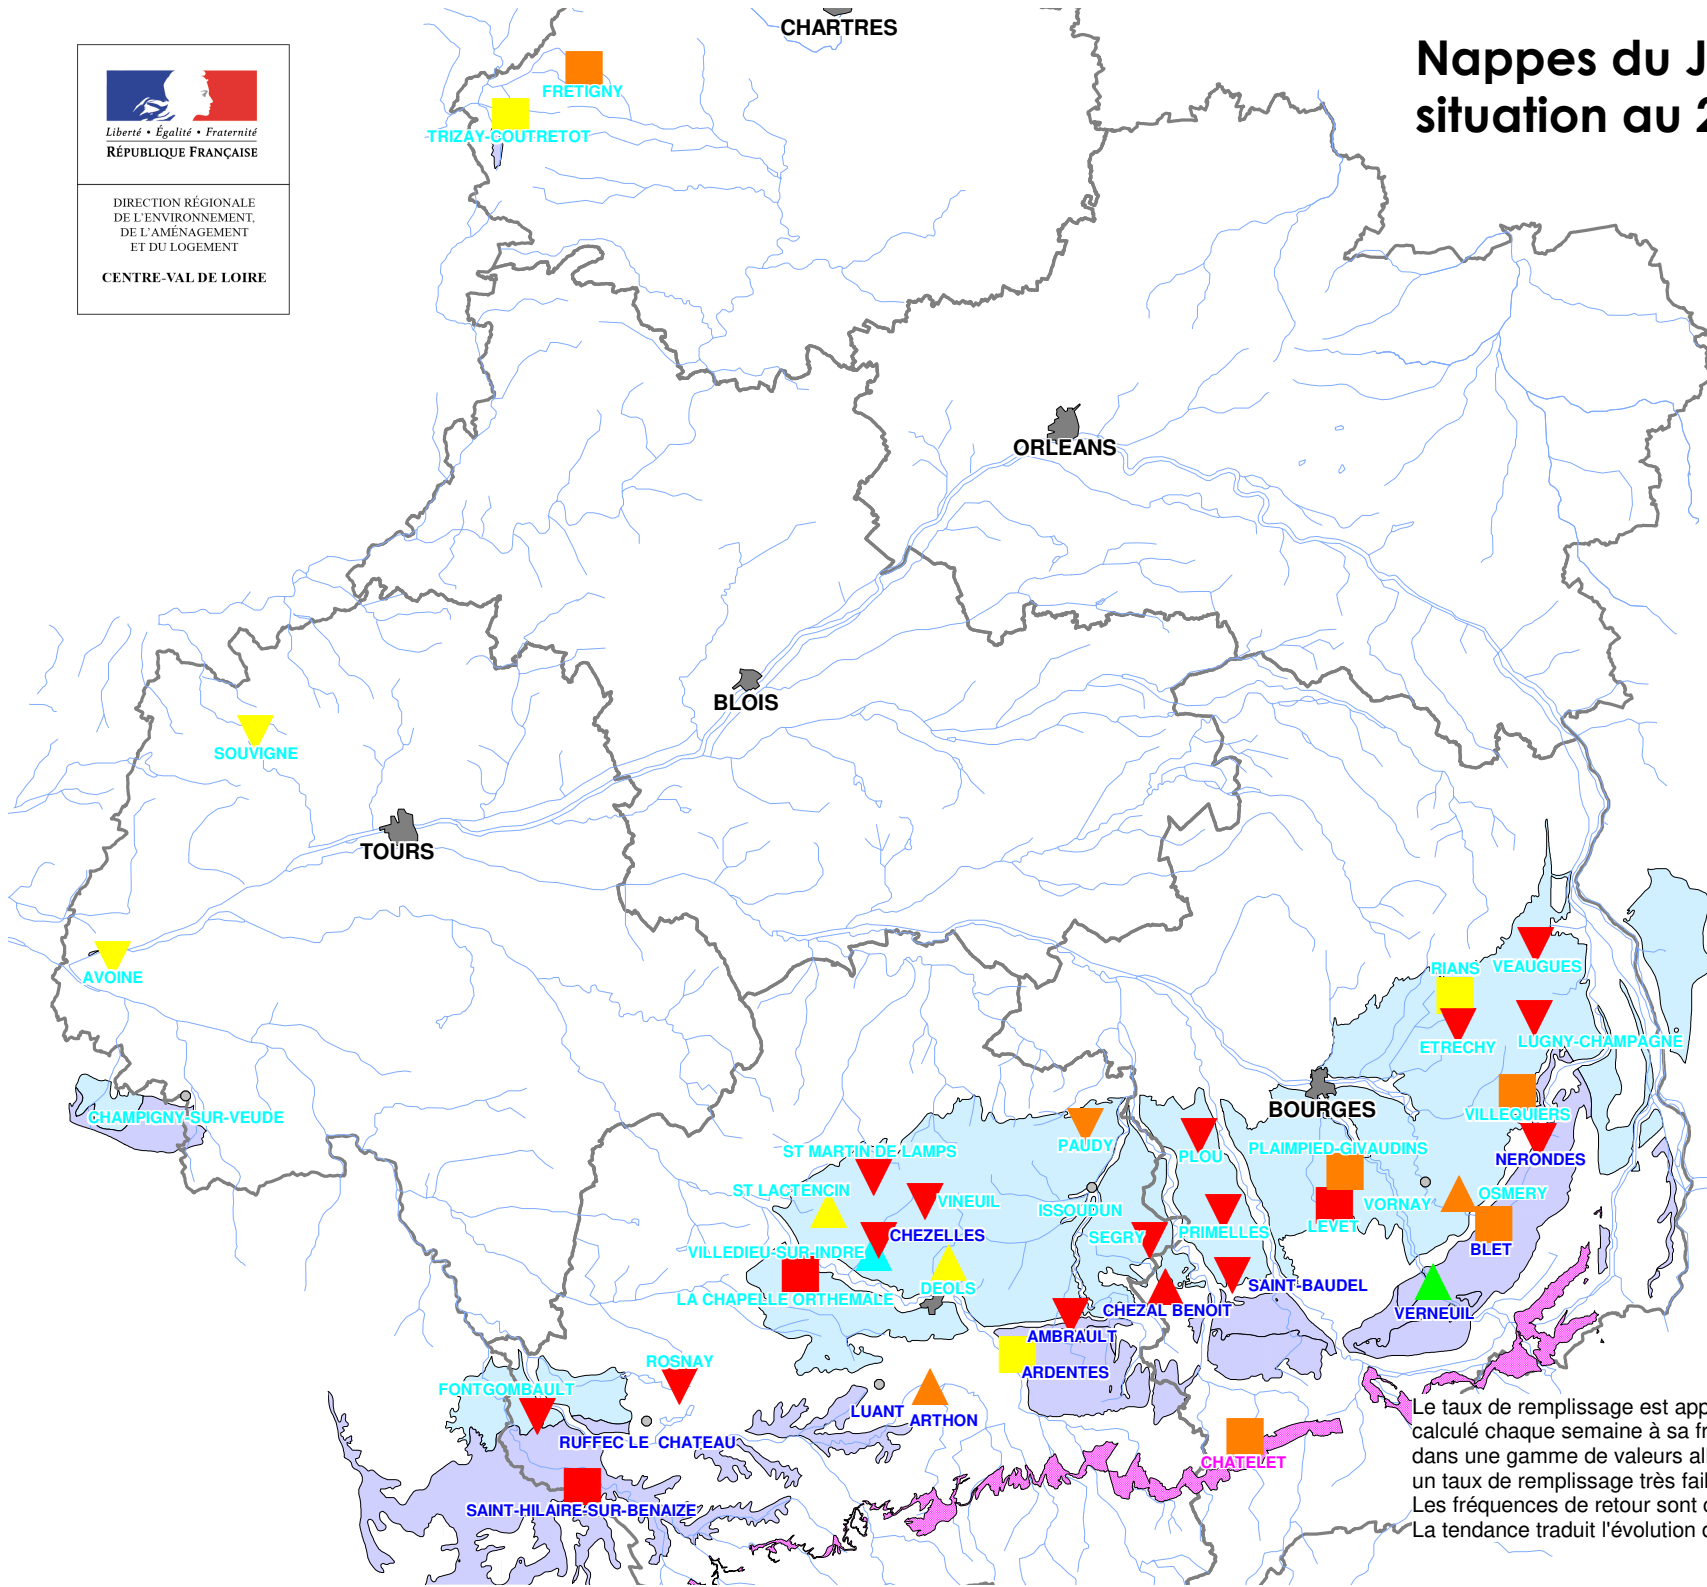 CHARTRES
Nappes du J
situation au 2
Liberté • Égalité • Fraternité
RÉPUBLIQUE FRANÇAISE
DIRECTION RÉGIONALE
DE L'ENVIRONNEMENT,
DE L'AMÉNAGEMENT
ET DU LOGEMENT
CENTRE-VAL DE LOIRE
FRETIGNY
TRIZAY-COUTRETOT
ORLEANS
BLOIS
SOUVIGNE
TOURS
AVOINE
RIANS
VEAUGUES
ETRECHY
LUGNY-CHAMPAGNE
CHAMPIGNY-SUR-VEUDE
BOURGES
VILLEQUIERS
PAUDY
PLOU
PLAIMPIED-GIVAUDINS
NERONDES
ST MARTIN DE LAMPS
ST LACTENCIN
VINEUIL
ISSOUDUN
VORNAY
OSMERY
LEVET
CHEZELLES
SEGRY
PRIMELLES
BLET
VILLEDIEU-SUR-INDRE
DEOLS
LA CHAPELLE ORTHEMALE
SAINT-BAUDEL
CHEZAL BENOIT
VERNEUIL
AMBRAULT
ARDENTES
ROSNAY
FONTGOMBAULT
LUANT
ARTHON
RUFFEC LE CHATEAU
CHATELET
SAINT-HILAIRE-SUR-BENAIZE
Le taux de remplissage est app
calculé chaque semaine à sa fr
dans une gamme de valeurs all
un taux de remplissage très faib
Les fréquences de retour sont c
La tendance traduit l'évolution d